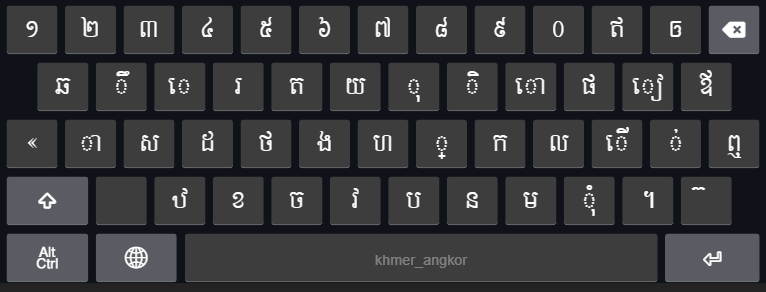 ១ ២ ៣ ៤ ៥ ៦ ៧ ៨ ៩ ០ ឥ ឲ
ឆ ◌ឹ ◌េ រ ត យ ◌ុ ◌ិ ◌ោ ផ ◌ៀ ឪ
« ◌ា ស ដ ថ ង ហ ◌្ ក ល ◌ើ ◌់ ឮ
ឋ ខ ច វ ប ន ម ◌ុំ ។ ៊
Alt Ctrl khmer_angkor